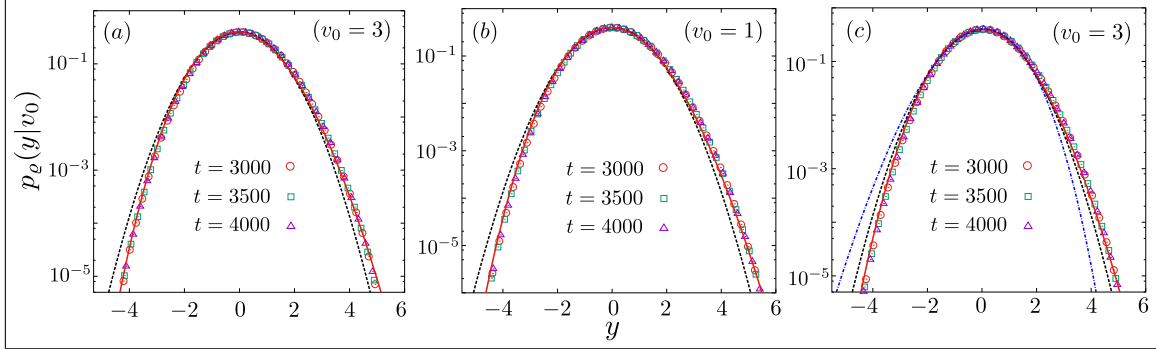 (a) (v₀ = 3)
10⁻¹
10⁻³
10⁻⁵
t = 3000
t = 3500
t = 4000
−4 −2 0 2 4 6
p_ϱ(y|v₀)
(b) (v₀ = 1)
10⁻¹
10⁻³
10⁻⁵
t = 3000
t = 3500
t = 4000
−4 −2 0 2 4 6
y
(c) (v₀ = 3)
10⁻¹
10⁻³
10⁻⁵
t = 3000
t = 3500
t = 4000
−4 −2 0 2 4 6